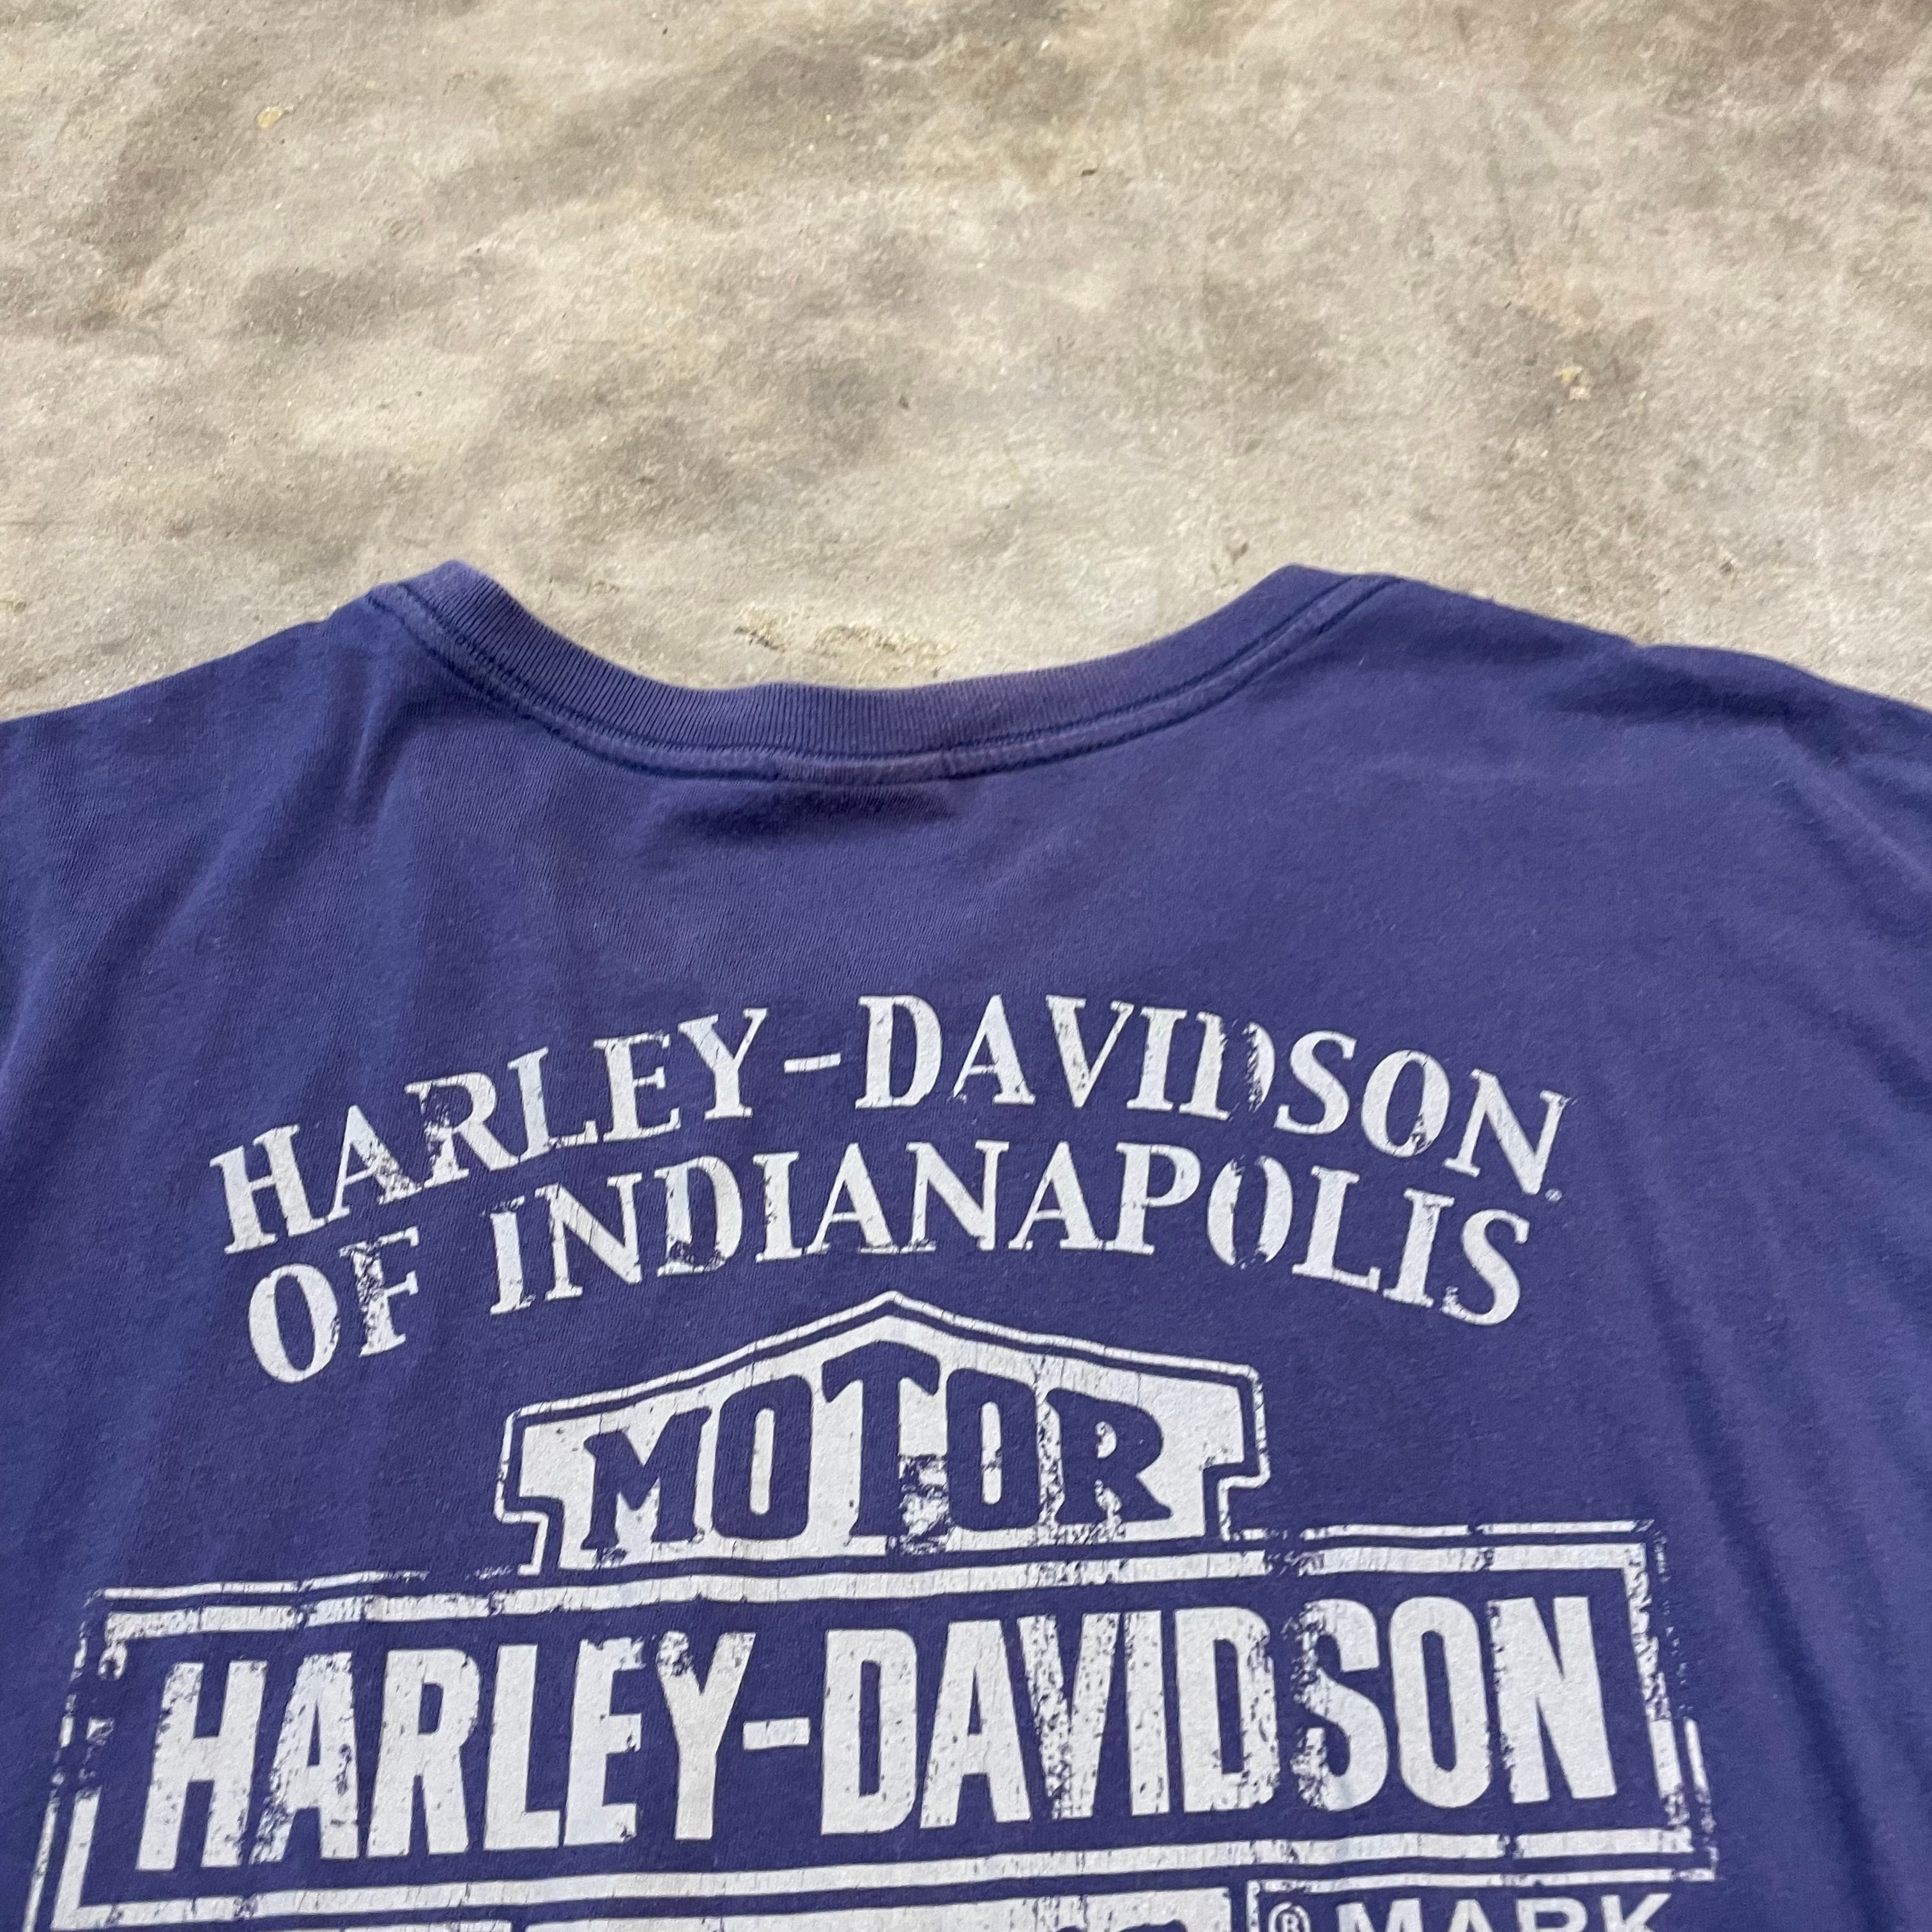 HARLEY-DAVIDSON
OF INDIANAPOLIS
MOTOR
HARLEY-DAVIDSON
® MARK